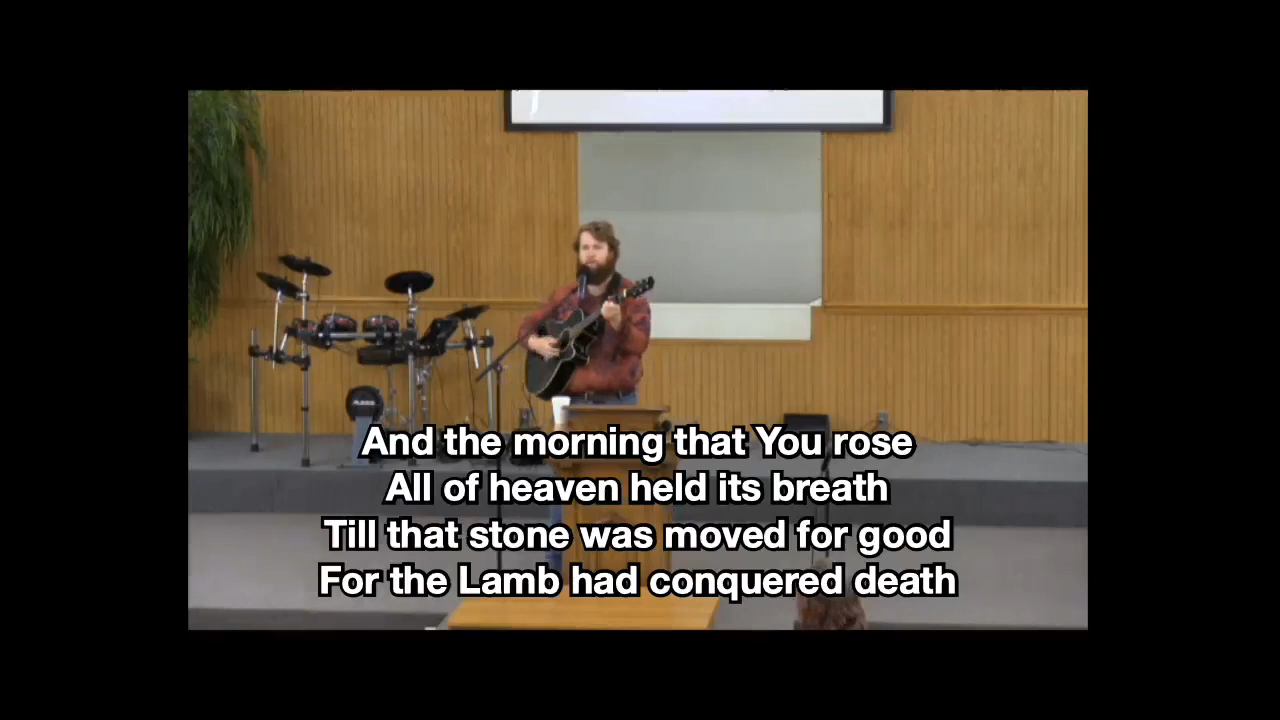 And the morning that You rose
All of heaven held its breath
Till that stone was moved for good
For the Lamb had conquered death